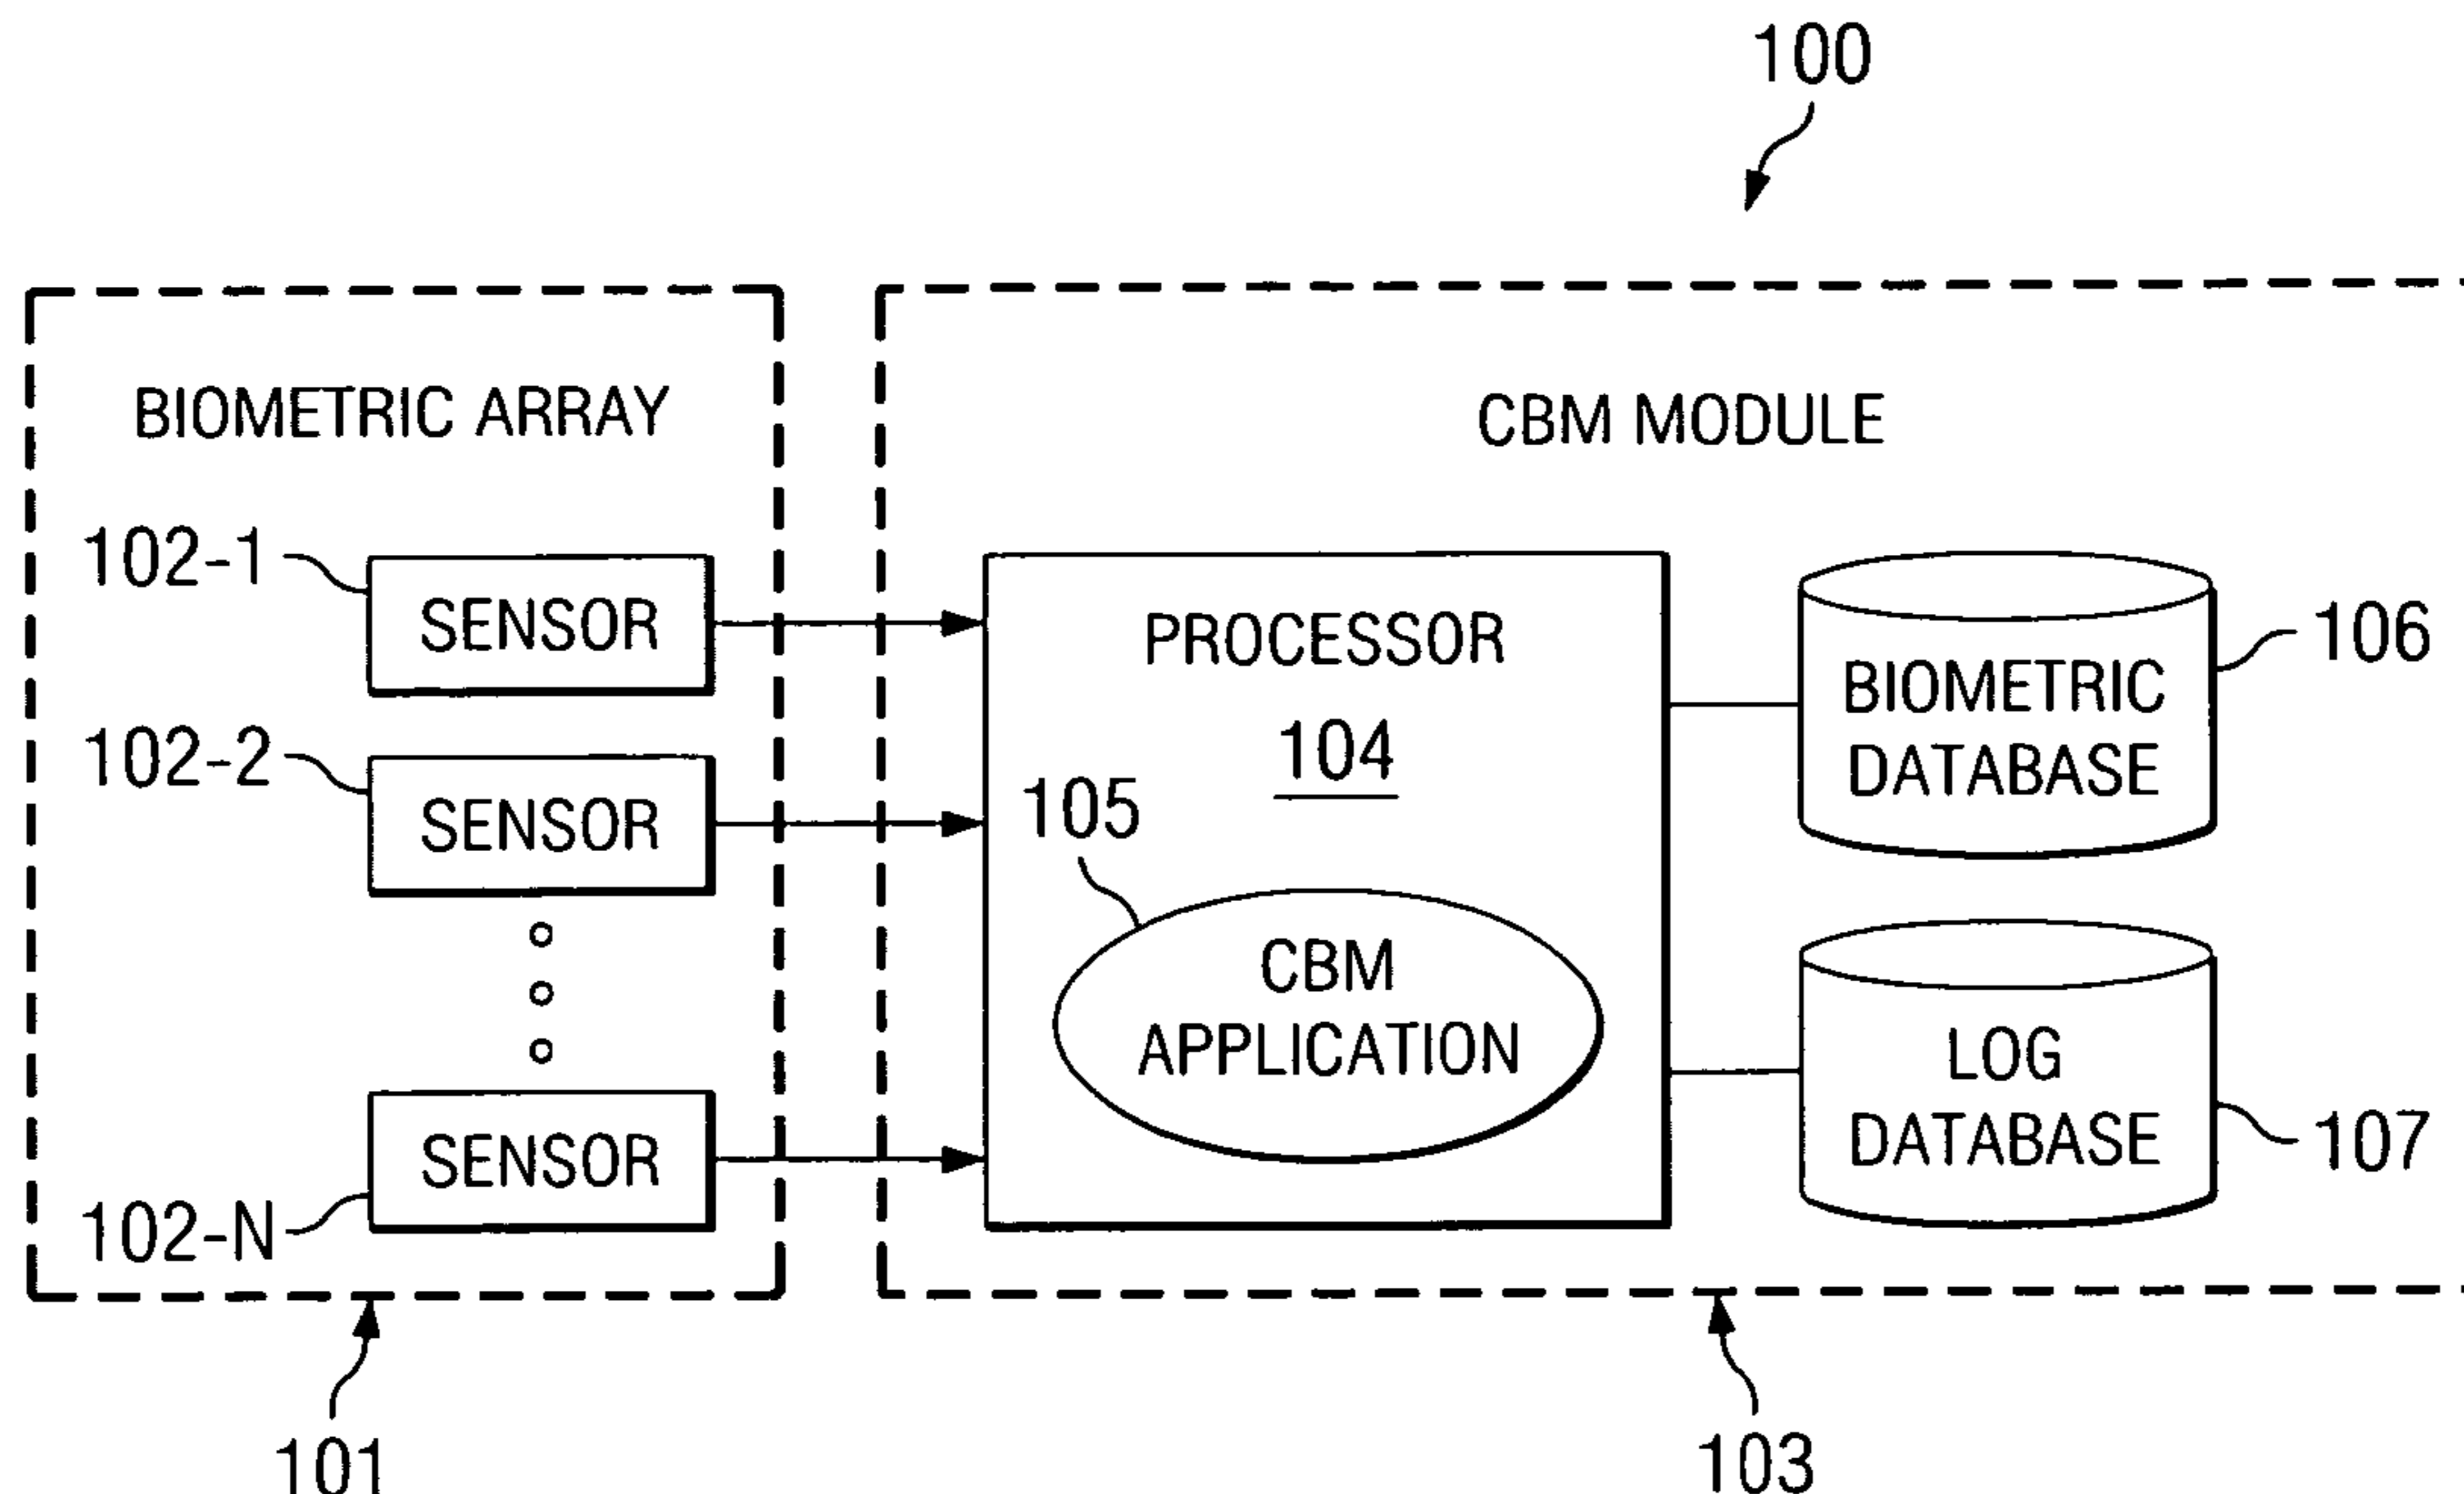 100
BIOMETRIC ARRAY
CBM MODULE
102-1
SENSOR
PROCESSOR
104
BIOMETRIC
DATABASE
106
102-2
SENSOR
105
CBM
APPLICATION
LOG
DATABASE
107
SENSOR
102-N
101
103